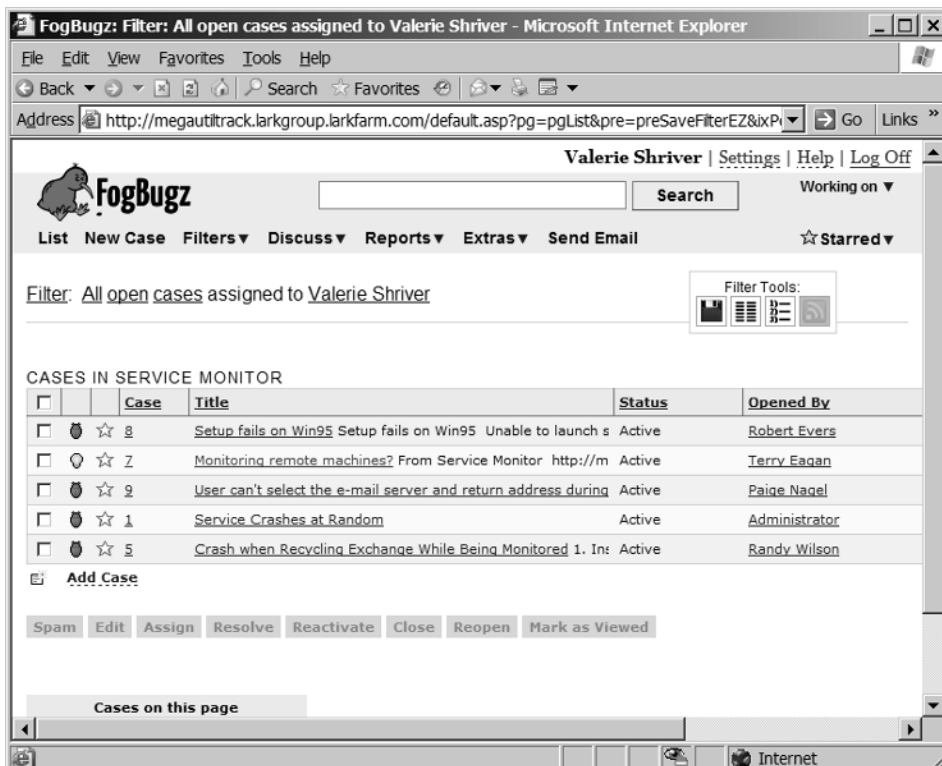 FogBugz: Filter: All open cases assigned to Valerie Shriver - Microsoft Internet Explorer
File Edit View Favorites Tools Help
Back Search Favorites
Address http://megautiltrack.larkgroup.larkfarm.com/default.asp?pg=pgList&pre=preSaveFilterEZ&ixP Go Links »
Valerie Shriver | Settings | Help | Log Off
FogBugz Search Working on ▼
List New Case Filters▼ Discuss▼ Reports▼ Extras▼ Send Email ☆Starred▼
Filter: All open cases assigned to Valerie Shriver
Filter Tools:
CASES IN SERVICE MONITOR
Case Title Status Opened By
8 Setup fails on Win95 Setup fails on Win95 Unable to launch s Active Robert Evers
7 Monitoring remote machines? From Service Monitor http://m Active Terry Eagan
9 User can't select the e-mail server and return address during Active Paige Nagel
1 Service Crashes at Random Active Administrator
5 Crash when Recycling Exchange While Being Monitored 1. Ins Active Randy Wilson
Add Case
Spam Edit Assign Resolve Reactivate Close Reopen Mark as Viewed
Cases on this page
Internet